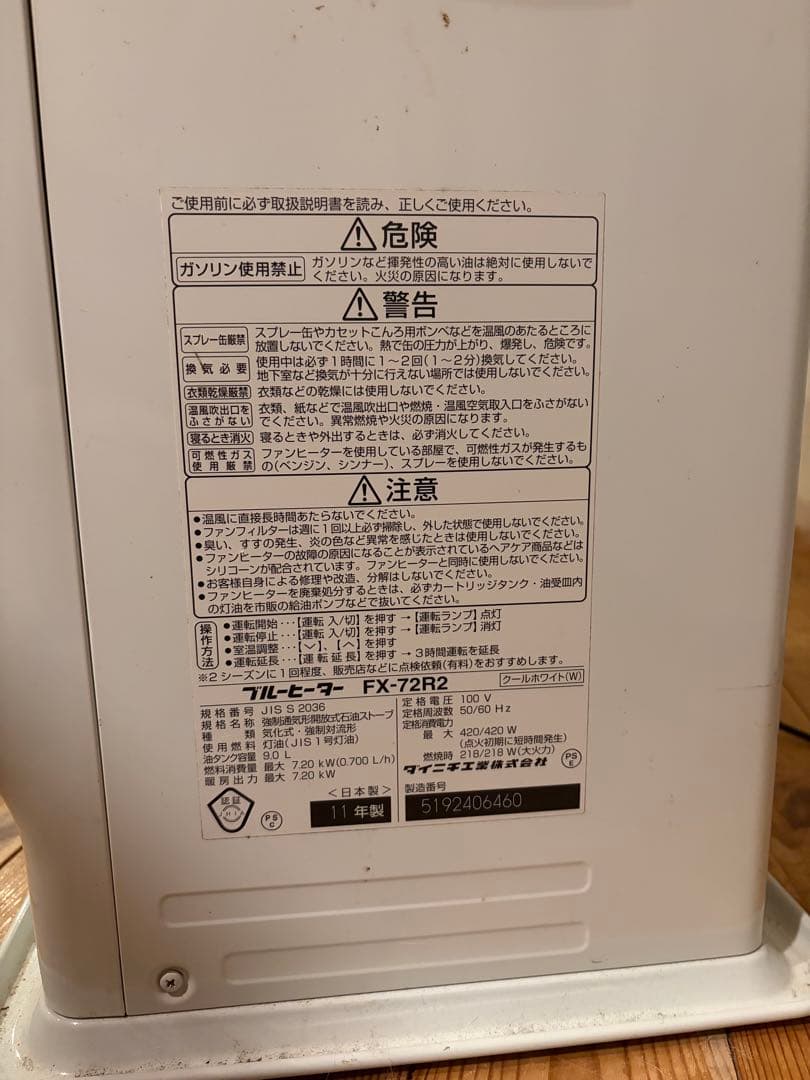 ご使用前に必ず取扱説明書を読み、正しくご使用ください。
⚠危険
ガソリン使用禁止 ガソリンなど揮発性の高い油は絶対に使用しないで
ください。火災の原因になります。
⚠警告
スプレー缶厳禁 スプレー缶やカセットこんろ用ボンベなどを温風のあたるところに
放置しないでください。熱で缶の圧力が上がり、爆発し、危険です。
換気必要 使用中は必ず1時間に1〜2回(1〜2分)換気してください。
地下室など換気が十分に行えない場所では使用しないでください。
衣類乾燥厳禁 衣類などの乾燥には使用しないでください。
温風吹出口を
ふさがない
衣類、紙などで温風吹出口や燃焼・温風空気取入口をふさがない
でください。異常燃焼や火災の原因になります。
寝るとき消火 寝るときや外出するときは、必ず消火してください。
可燃性ガス
使用厳禁
ファンヒーターを使用している部屋で、可燃性ガスが発生するも
の(ベンジン、シンナー)、スプレーを使用しないでください。
⚠注意
●温風に直接長時間あたらないでください。
●ファンフィルターは週に1回以上必ず掃除し、外した状態で使用しないでください。
●臭い、すすの発生、炎の色など異常を感じたときは使用しないでください。
●ファンヒーターの故障の原因になることが表示されているヘアケア商品などは
シリコーンが配合されています。ファンヒーターと同時に使用しないでください。
●お客様自身による修理や改造、分解はしないでください。
●ファンヒーターを廃棄処分するときは、必ずカートリッジタンク・油受皿内
の灯油を市販の給油ポンプなどで抜いてください。
操作方法
●運転開始・・・【運転 入/切】を押す → 【運転ランプ】点灯
●運転停止・・・【運転 入/切】を押す → 【運転ランプ】消灯
●室温調整・・・【﹀】、【︿】を押す
●運転延長・・・【運転延長】を押す → 3時間運転を延長
※2シーズンに1回程度、販売店などに点検依頼(有料)をおすすめします。
ブルーヒーター FX-72R2 クールホワイト(W)
規格番号 JIS S 2036
規格名称 強制通気形開放式石油ストーブ
種類 気化式・強制対流形
使用燃料 灯油(JIS1号灯油)
油タンク容量 9.0 L
燃料消費量 最大 7.20 kW(0.700 L/h)
暖房出力 最大 7.20 kW
定格電圧 100 V
定格周波数 50/60 Hz
定格消費電力
最大 420/420 W
(点火初期に短時間発生)
燃焼時 218/218 W(大火力)
ダイニチ工業株式会社
PS
E
認証
JHIA
PS
C
<日本製>
11年製
製造番号
5192406460